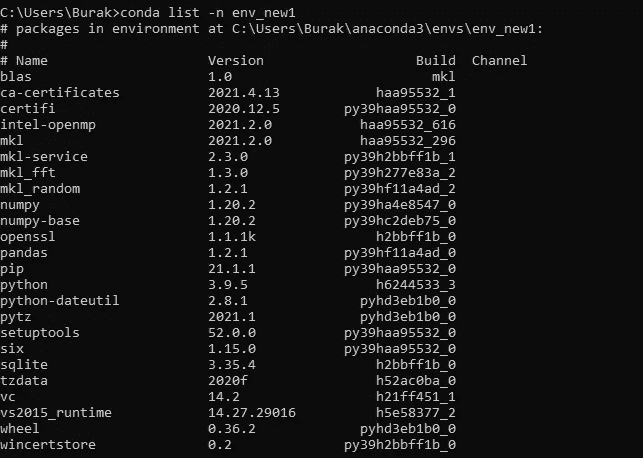 C:\Users\Burak>conda list -n env_new1
# packages in environment at C:\Users\Burak\anaconda3\envs\env_new1:
#
# Name                    Version                   Build  Channel
blas                      1.0                         mkl
ca-certificates           2021.4.13            haa95532_1
certifi                   2020.12.5        py39haa95532_0
intel-openmp              2021.2.0           haa95532_616
mkl                       2021.2.0           haa95532_296
mkl-service               2.3.0            py39h2bbff1b_1
mkl_fft                   1.3.0            py39h277e83a_2
mkl_random                1.2.1            py39hf11a4ad_2
numpy                     1.20.2           py39ha4e8547_0
numpy-base                1.20.2           py39hc2deb75_0
openssl                   1.1.1k               h2bbff1b_0
pandas                    1.2.1            py39hf11a4ad_0
pip                       21.1.1           py39haa95532_0
python                    3.9.5                h6244533_3
python-dateutil           2.8.1              pyhd3eb1b0_0
pytz                      2021.1             pyhd3eb1b0_0
setuptools                52.0.0           py39haa95532_0
six                       1.15.0           py39haa95532_0
sqlite                    3.35.4               h2bbff1b_0
tzdata                    2020f                h52ac0ba_0
vc                        14.2                 h21ff451_1
vs2015_runtime            14.27.29016          h5e58377_2
wheel                     0.36.2             pyhd3eb1b0_0
wincertstore              0.2              py39h2bbff1b_0